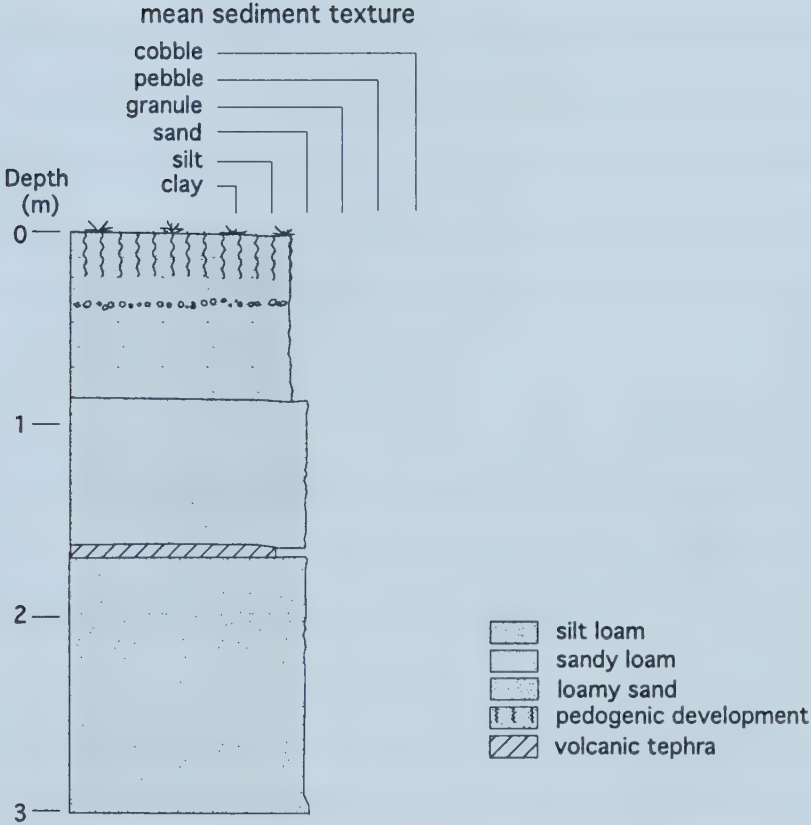 mean sediment texture
cobble
pebble
granule
sand
silt
clay
Depth
(m)
0
1
2
3
silt loam
sandy loam
loamy sand
pedogenic development
volcanic tephra